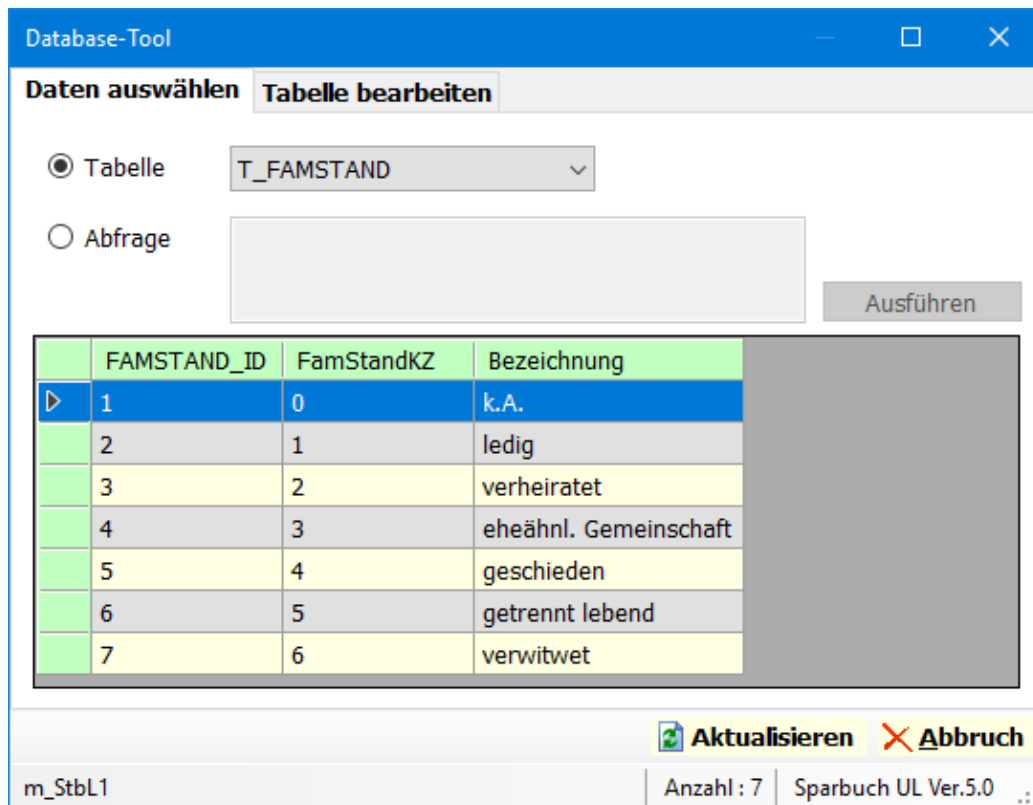 Database-Tool
Daten auswählen Tabelle bearbeiten
Tabelle T_FAMSTAND
Abfrage
Ausführen
FAMSTAND_ID FamStandKZ Bezeichnung
1 0 k.A.
2 1 ledig
3 2 verheiratet
4 3 eheähnl. Gemeinschaft
5 4 geschieden
6 5 getrennt lebend
7 6 verwitwet
Aktualisieren Abbruch
m_StbL1 Anzahl : 7 Sparbuch UL Ver.5.0